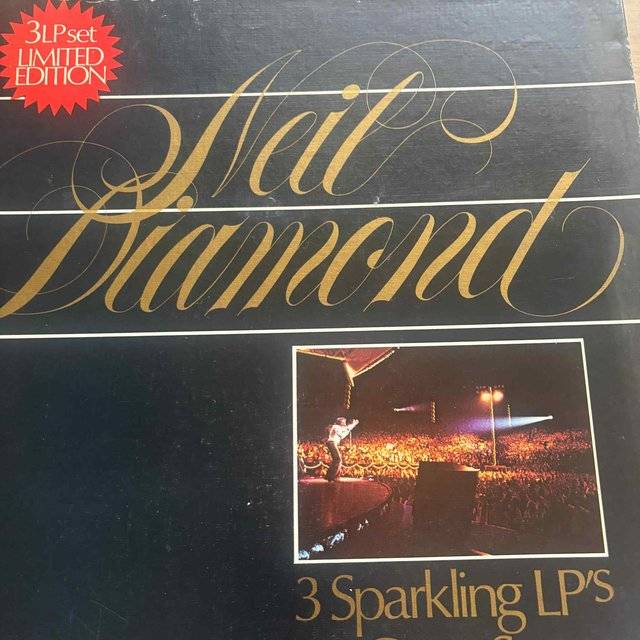 3LP set
LIMITED
EDITION
Neil
Diamond
3 Sparkling LP's